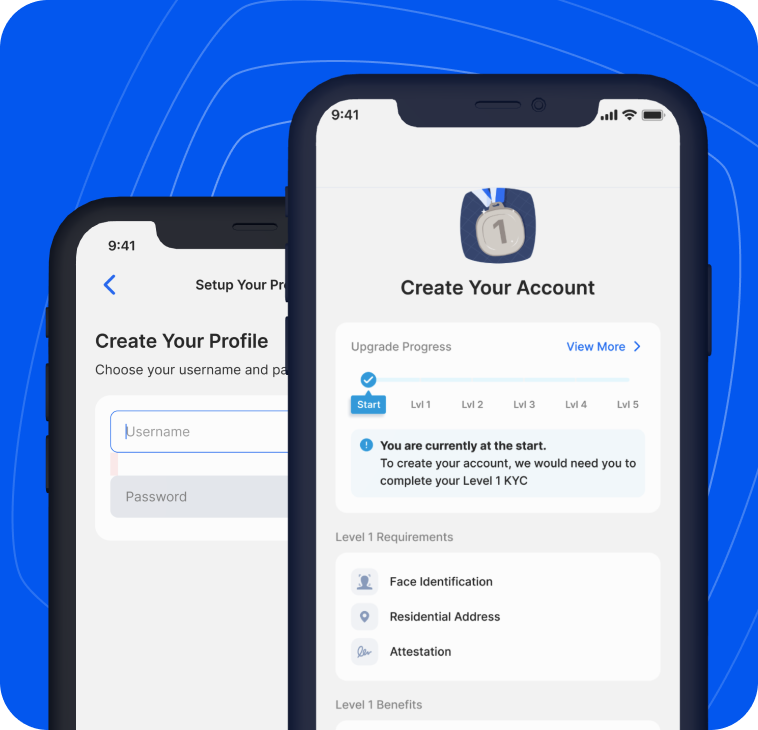 9:41
Setup Your Pr
Create Your Profile
Choose your username and pa
Username
Password
9:41
1
Create Your Account
Upgrade Progress
View More
Start Lvl 1 Lvl 2 Lvl 3 Lvl 4 Lvl 5
You are currently at the start.
To create your account, we would need you to
complete your Level 1 KYC
Level 1 Requirements
Face Identification
Residential Address
Attestation
Level 1 Benefits